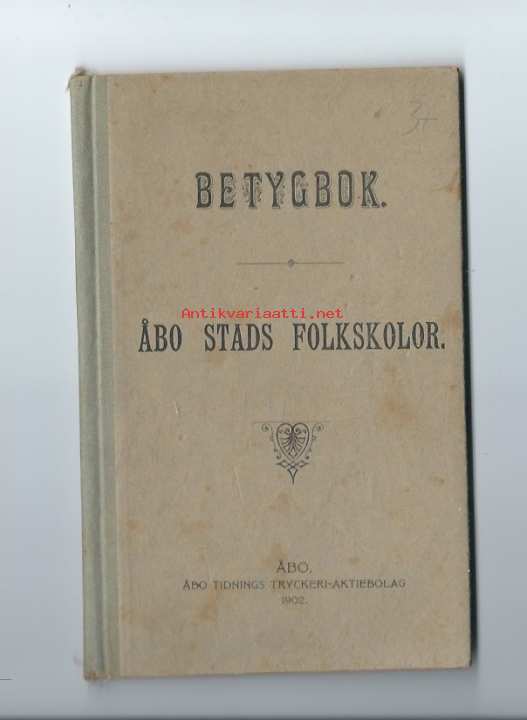 BETYGBOK.
Antikvariaatti.net
ÅBO STADS FOLKSKOLOR.
ÅBO,
ÅBO TIDNINGS TRYCKERI-AKTIEBOLAG
1902.